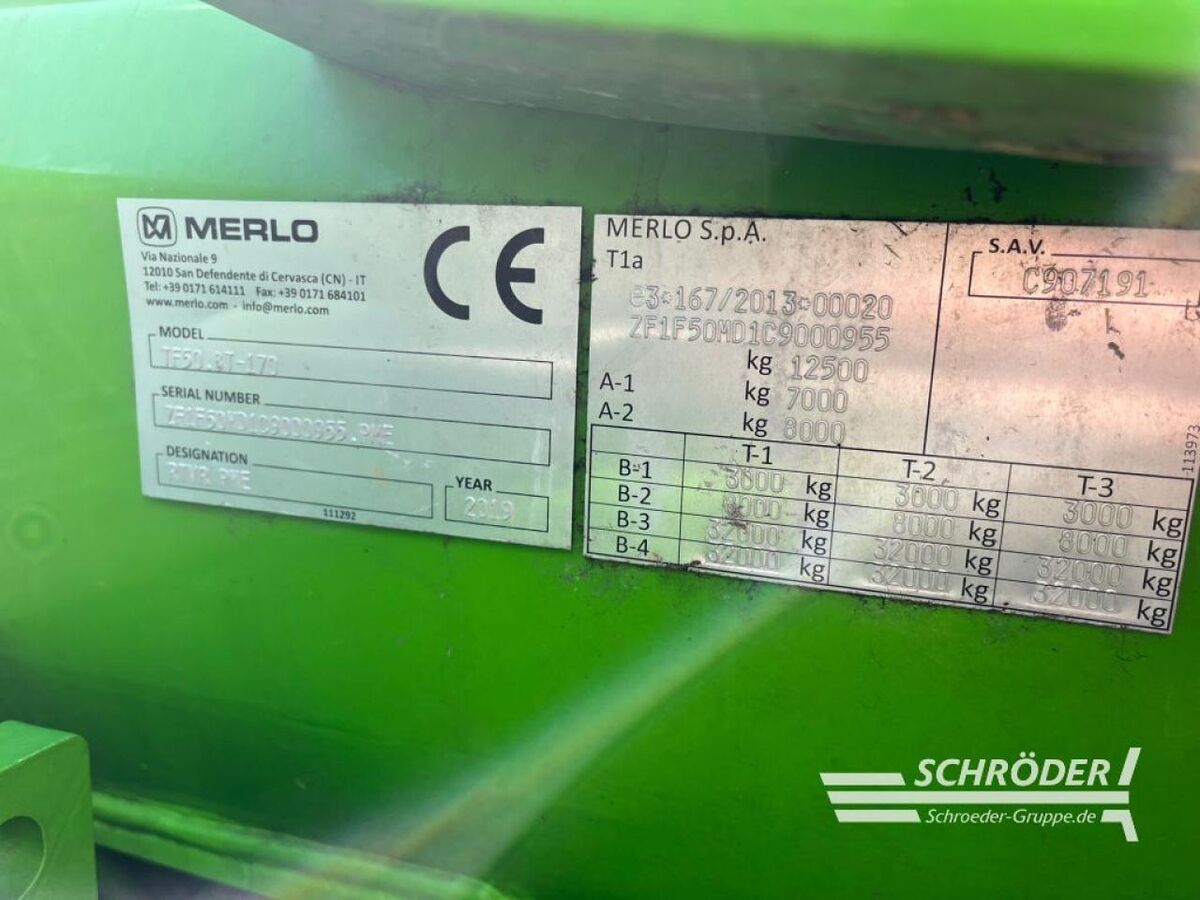 MERLO
Via Nazionale 9
12010 San Defendente di Cervasca (CN) - IT
Tel: +39 0171 614111 Fax: +39 0171 684101
www.merlo.com - info@merlo.com
CE
MODEL
TF50.8T-170
SERIAL NUMBER
ZF1F50MD1C9000955.PWE
DESIGNATION
YEAR
2019
111292
MERLO S.p.A.
T1a
e3*167/2013*00020
ZF1F50MD1C9000955
kg 12500
A-1 kg 7000
A-2 kg 8000
S.A.V.
C907191
113973
T-1 T-2 T-3
B-1 3000 kg 3000 kg 3000 kg
B-2 8000 kg 8000 kg 8000 kg
B-3 32000 kg 32000 kg 32000 kg
B-4 32000 kg 32000 kg 32000 kg
SCHRÖDER
Schroeder-Gruppe.de